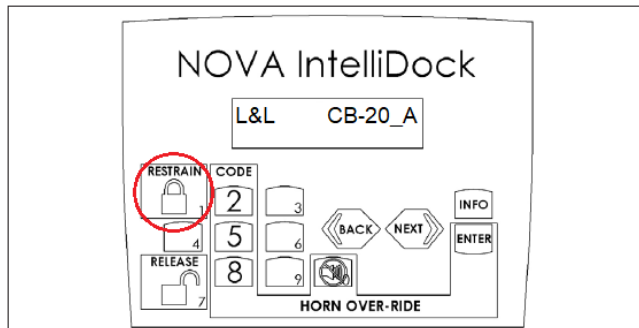 NOVA IntelliDock
L&L CB-20_A
RESTRAIN CODE
1 2 3
BACK NEXT INFO
4 5 6 ENTER
RELEASE
7 8 9
HORN OVER-RIDE